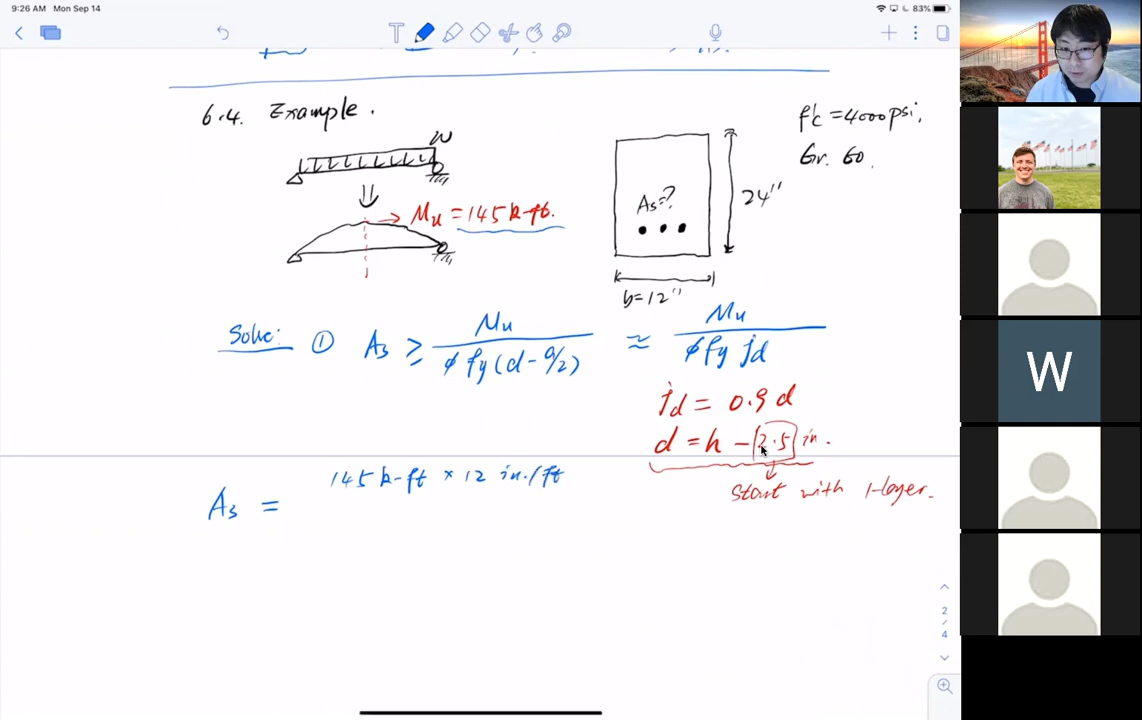 9:26 AM Mon Sep 14
83%
6.4. Example.
f'c = 4000 psi,
Gr. 60.
w
Mu = 145 k-ft.
As=?
24"
b=12"
Solve: ① As ≥ Mu / φ fy (d - a/2) ≈ Mu / φ fy jd
jd = 0.9 d
d = h - 2.5 in.
start with 1-layer.
As = 145 k-ft × 12 in./ft
2
/
4
W